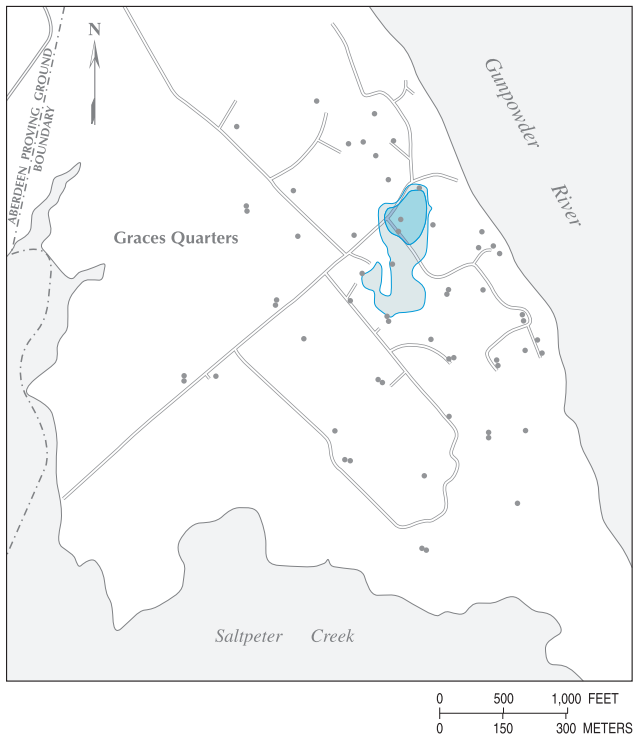 N
ABERDEEN PROVING GROUND
BOUNDARY
Gunpowder
River
Graces Quarters
Saltpeter Creek
0 500 1,000 FEET
0 150 300 METERS